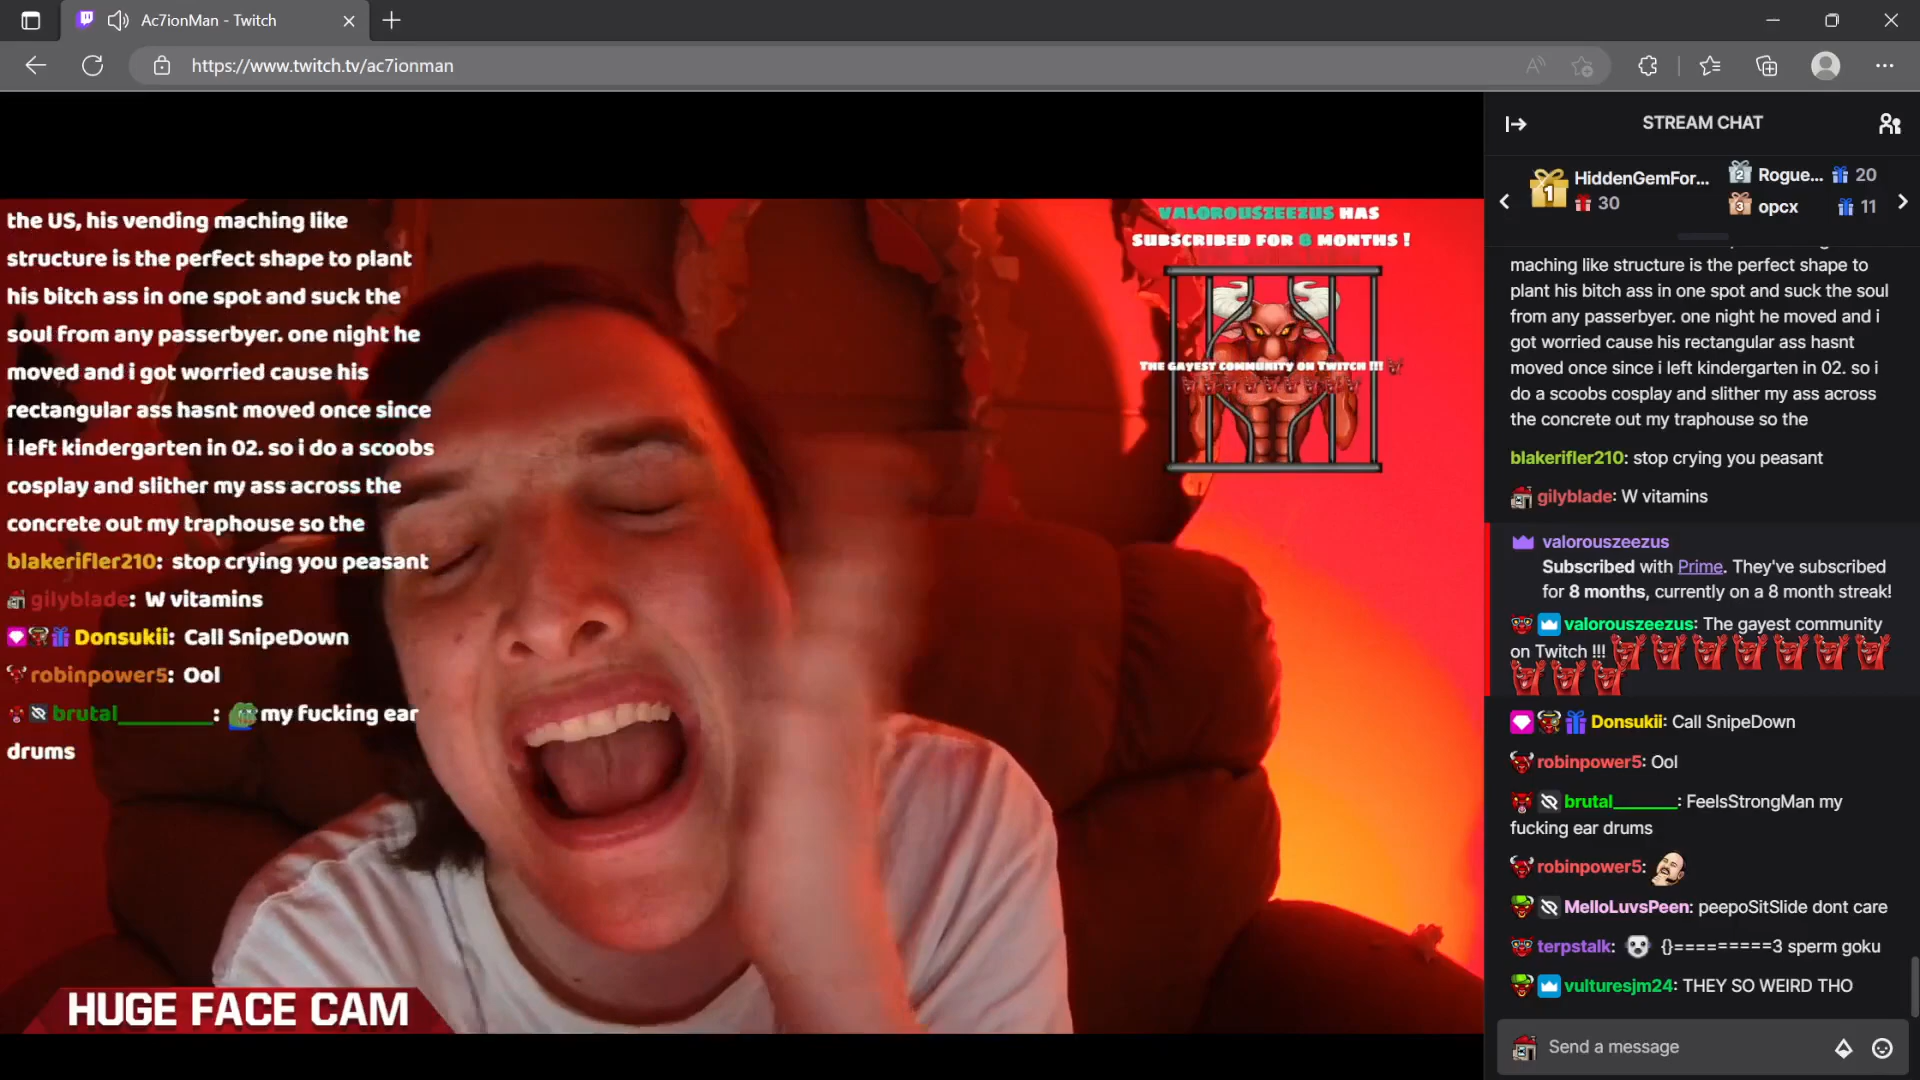 Ac7ionMan - Twitch
https://www.twitch.tv/ac7ionman
the US, his vending maching like
structure is the perfect shape to plant
his bitch ass in one spot and suck the
soul from any passerbyer. one night he
moved and i got worried cause his
rectangular ass hasnt moved once since
i left kindergarten in 02. so i do a scoobs
cosplay and slither my ass across the
concrete out my traphouse so the
blakerifler210: stop crying you peasant
gilyblade: W vitamins
Donsukii: Call SnipeDown
robinpower5: Ool
brutal________: my fucking ear
drums
HUGE FACE CAM
VALOROUSZEEZUS HAS
SUBSCRIBED FOR 8 MONTHS !
THE GAYEST COMMUNITY ON TWITCH !!!
STREAM CHAT
1 HiddenGemFor...
30
2 Rogue... 20
3 opcx 11
maching like structure is the perfect shape to
plant his bitch ass in one spot and suck the soul
from any passerbyer. one night he moved and i
got worried cause his rectangular ass hasnt
moved once since i left kindergarten in 02. so i
do a scoobs cosplay and slither my ass across
the concrete out my traphouse so the
blakerifler210: stop crying you peasant
gilyblade: W vitamins
valorouszeezus
Subscribed with Prime. They've subscribed
for 8 months, currently on a 8 month streak!
valorouszeezus: The gayest community
on Twitch !!!
Donsukii: Call SnipeDown
robinpower5: Ool
brutal________: FeelsStrongMan my
fucking ear drums
robinpower5:
MelloLuvsPeen: peepoSitSlide dont care
terpstalk: {}=========3 sperm goku
vulturesjm24: THEY SO WEIRD THO
Send a message